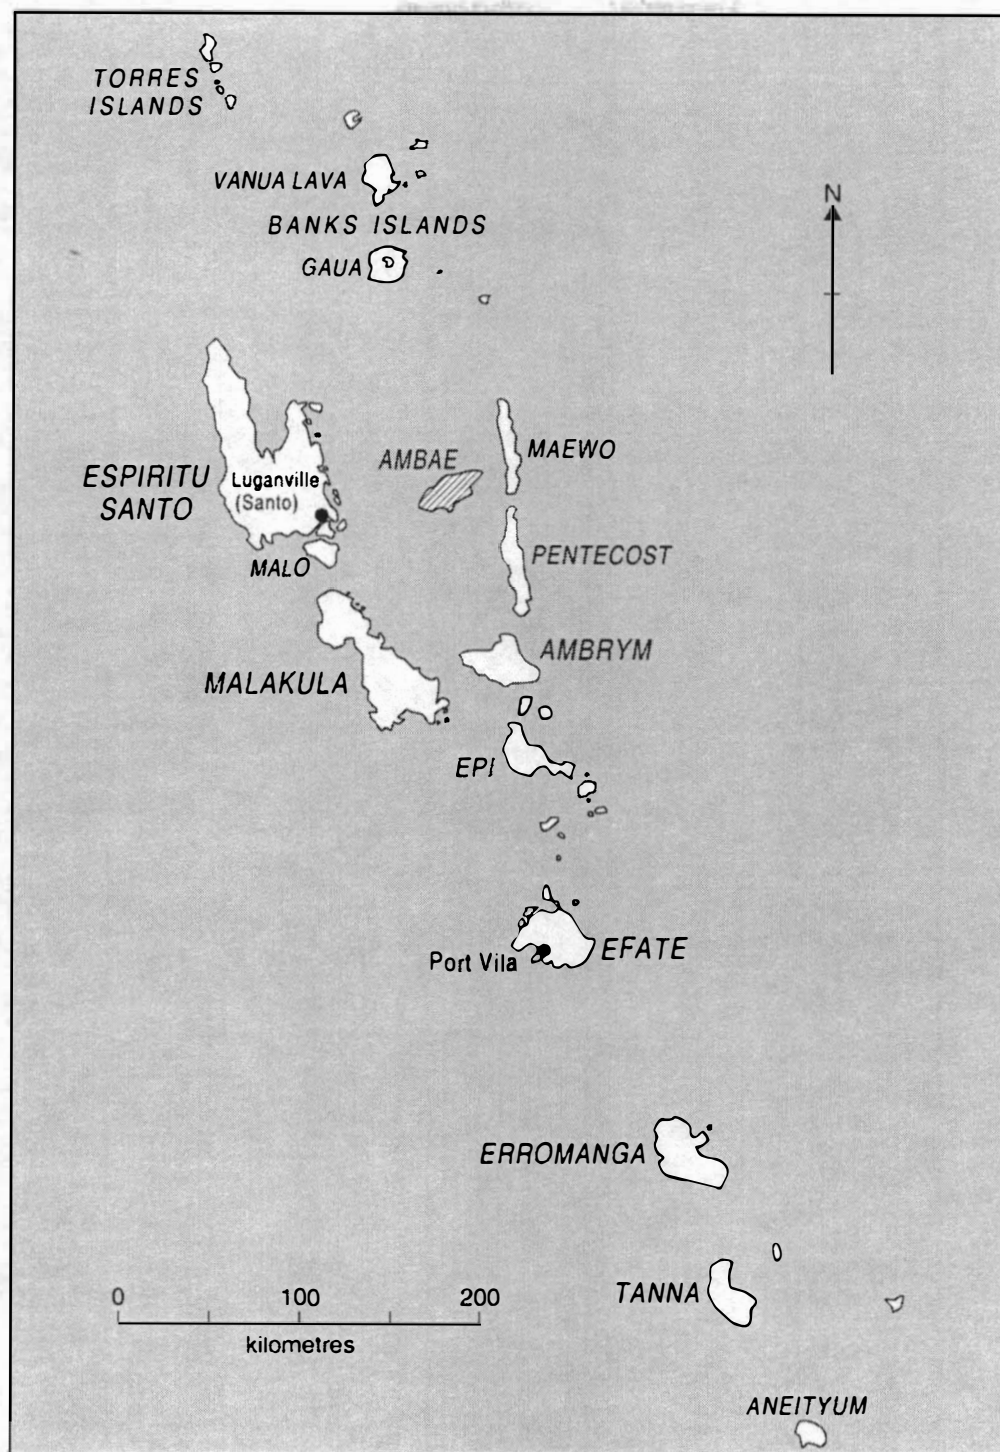 TORRES
ISLANDS
VANUA LAVA
BANKS ISLANDS
GAUA
N
ESPIRITU
SANTO
Luganville
(Santo)
AMBAE
MAEWO
MALO
PENTECOST
MALAKULA
AMBRYM
EPI
Port Vila
EFATE
ERROMANGA
TANNA
0 100 200
kilometres
ANEITYUM